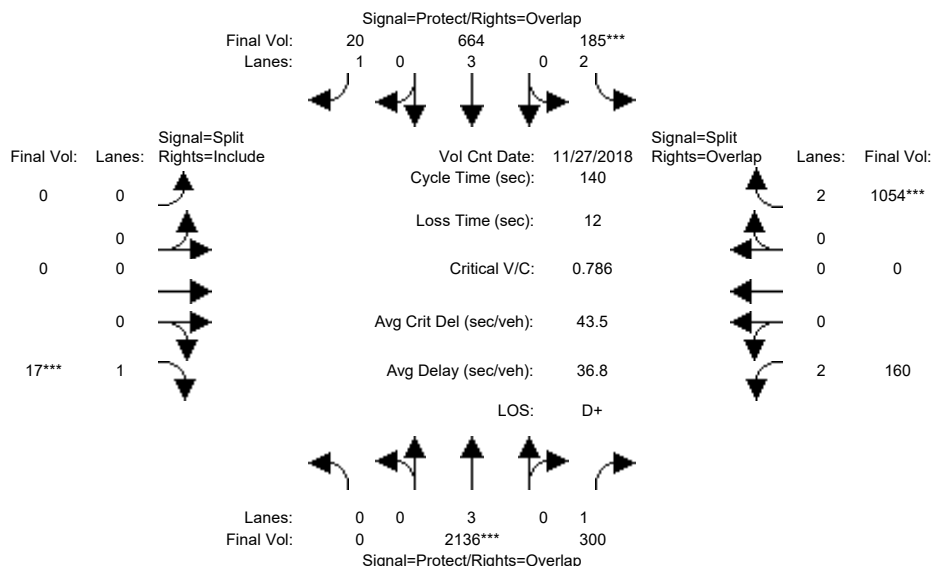 Signal=Protect/Rights=Overlap
Final Vol: 20 664 185***
Lanes: 1 0 3 0 2
Signal=Split Signal=Split
Final Vol: Lanes: Rights=Include Vol Cnt Date: 11/27/2018 Rights=Overlap Lanes: Final Vol:
Cycle Time (sec): 140
0 0 2 1054***
Loss Time (sec): 12
0 0
0 0 Critical V/C: 0.786 0 0
0 Avg Crit Del (sec/veh): 43.5 0
17*** 1 Avg Delay (sec/veh): 36.8 2 160
LOS: D+
Lanes: 0 0 3 0 1
Final Vol: 0 2136*** 300
Signal=Protect/Rights=Overlap